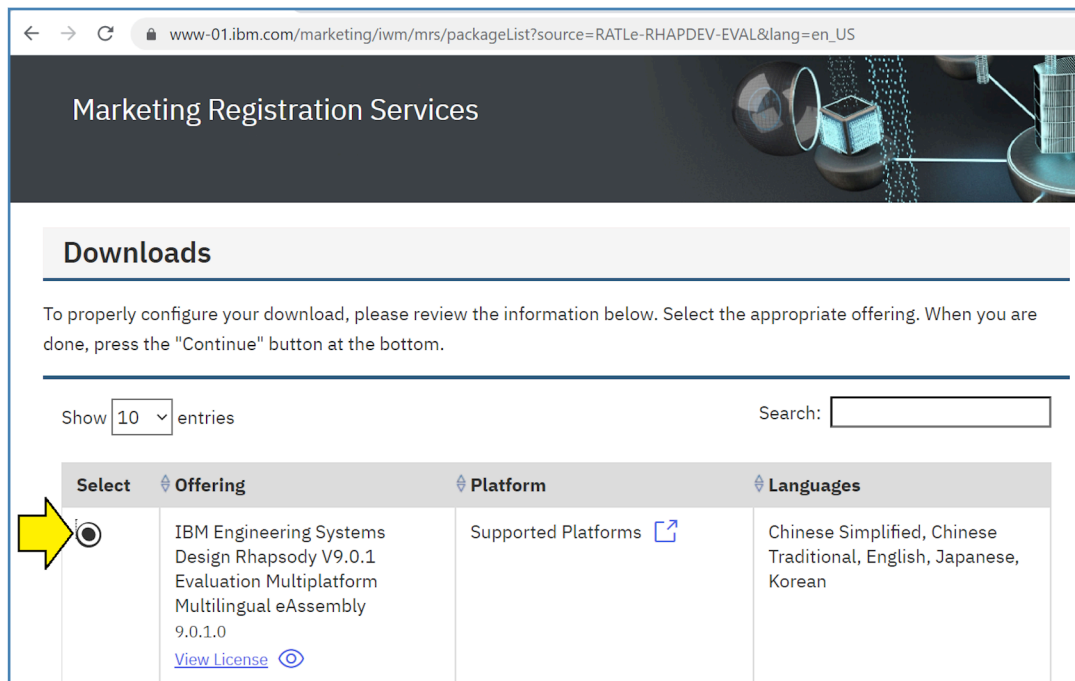 www-01.ibm.com/marketing/iwm/mrs/packageList?source=RATLe-RHAPDEV-EVAL&lang=en_US
Marketing Registration Services
Downloads
To properly configure your download, please review the information below. Select the appropriate offering. When you are
done, press the "Continue" button at the bottom.
Show 10 entries
Search:
Select Offering Platform Languages
IBM Engineering Systems
Design Rhapsody V9.0.1
Evaluation Multiplatform
Multilingual eAssembly
9.0.1.0
View License
Supported Platforms
Chinese Simplified, Chinese
Traditional, English, Japanese,
Korean